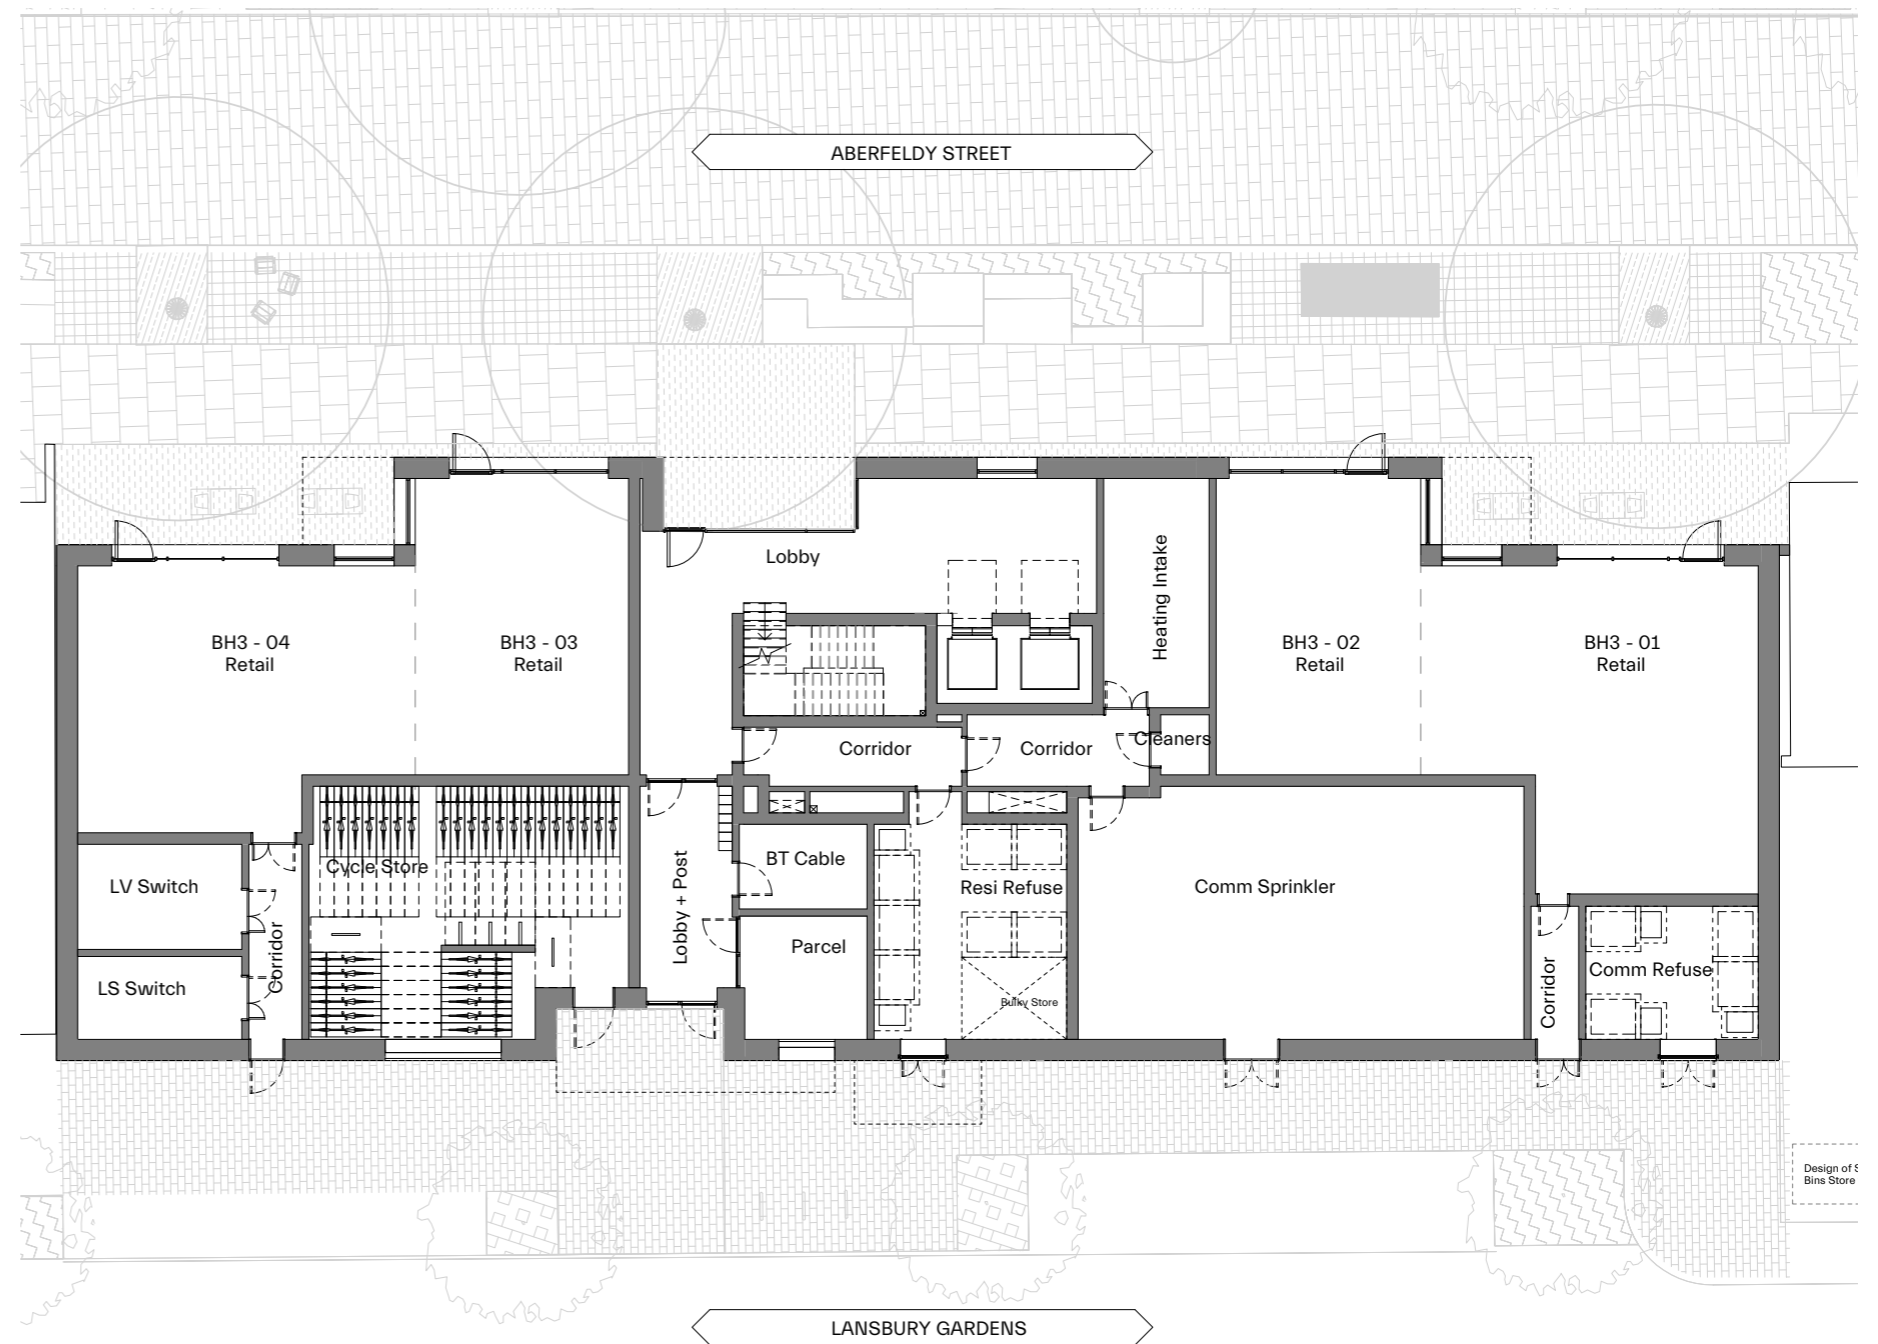 ABERFELDY STREET
Lobby
Heating Intake
BH3 - 04
Retail
BH3 - 03
Retail
BH3 - 02
Retail
BH3 - 01
Retail
Corridor
Corridor
Cleaners
Cycle Store
BT Cable
LV Switch
Resi Refuse
Comm Sprinkler
Lobby + Post
Parcel
Corridor
LS Switch
Bulky Store
Corridor
Comm Refuse
Design of S
Bins Store
LANSBURY GARDENS